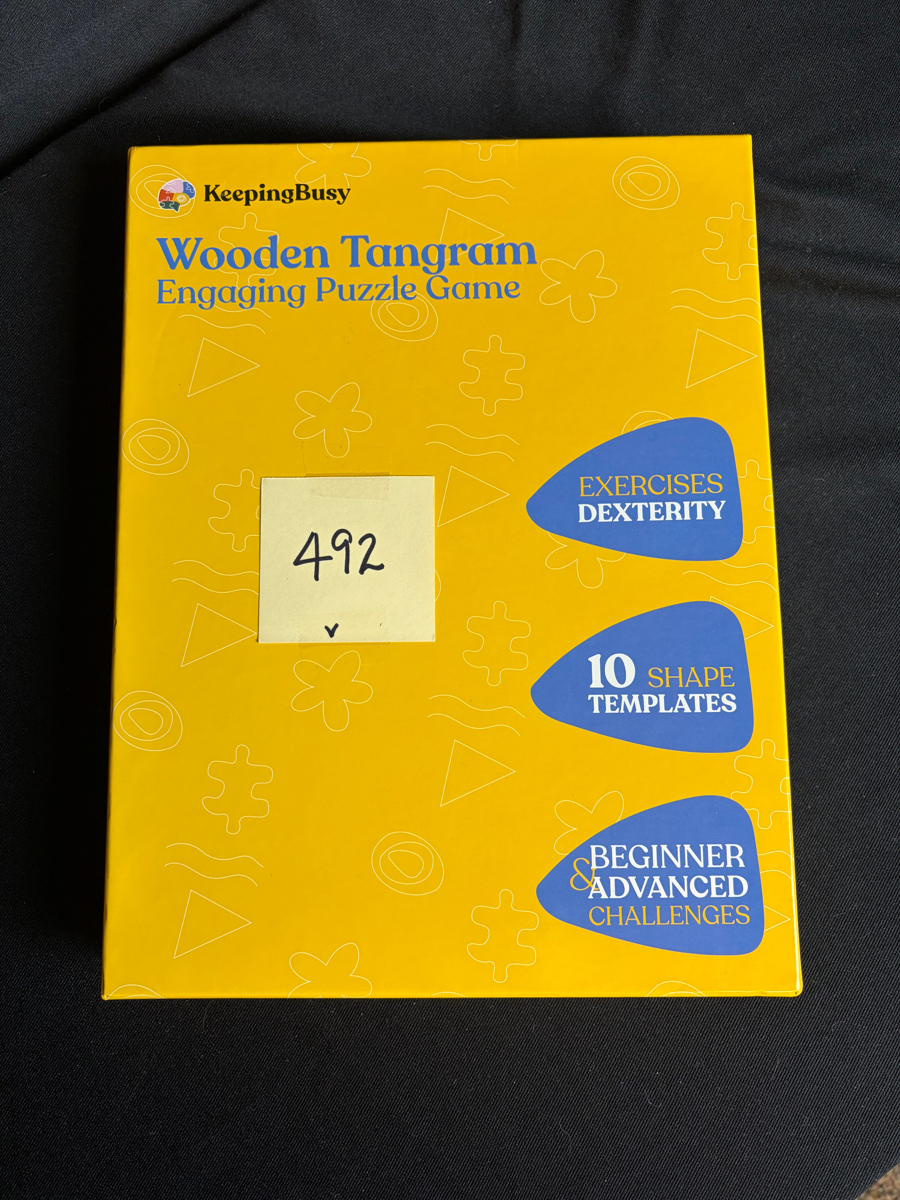 KeepingBusy
Wooden Tangram
Engaging Puzzle Game
EXERCISES
DEXTERITY
492
v
10 SHAPE
TEMPLATES
BEGINNER
& ADVANCED
CHALLENGES